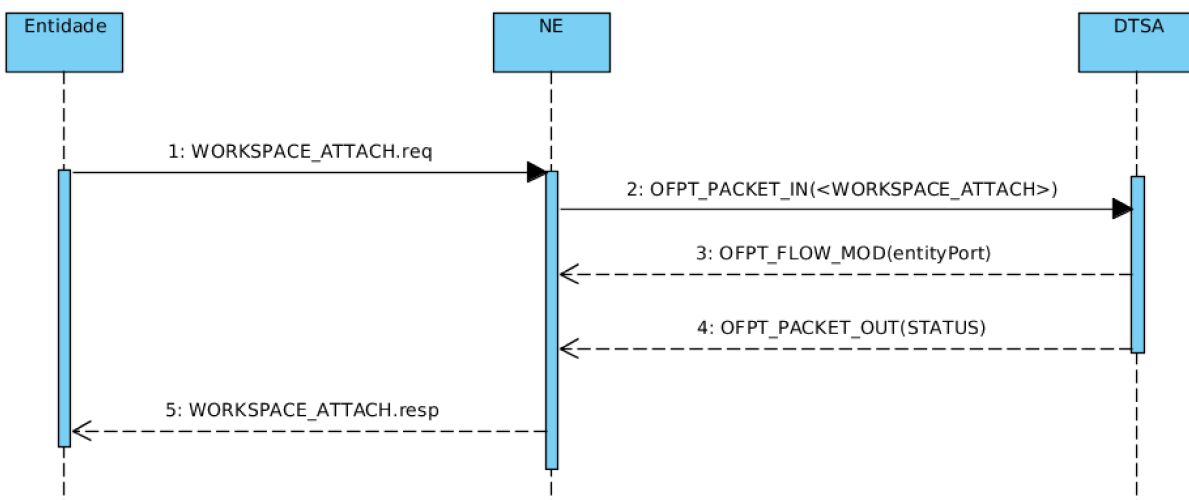 Entidade
NE
DTSA
1: WORKSPACE_ATTACH.req
2: OFPT_PACKET_IN(<WORKSPACE_ATTACH>)
3: OFPT_FLOW_MOD(entityPort)
4: OFPT_PACKET_OUT(STATUS)
5: WORKSPACE_ATTACH.resp